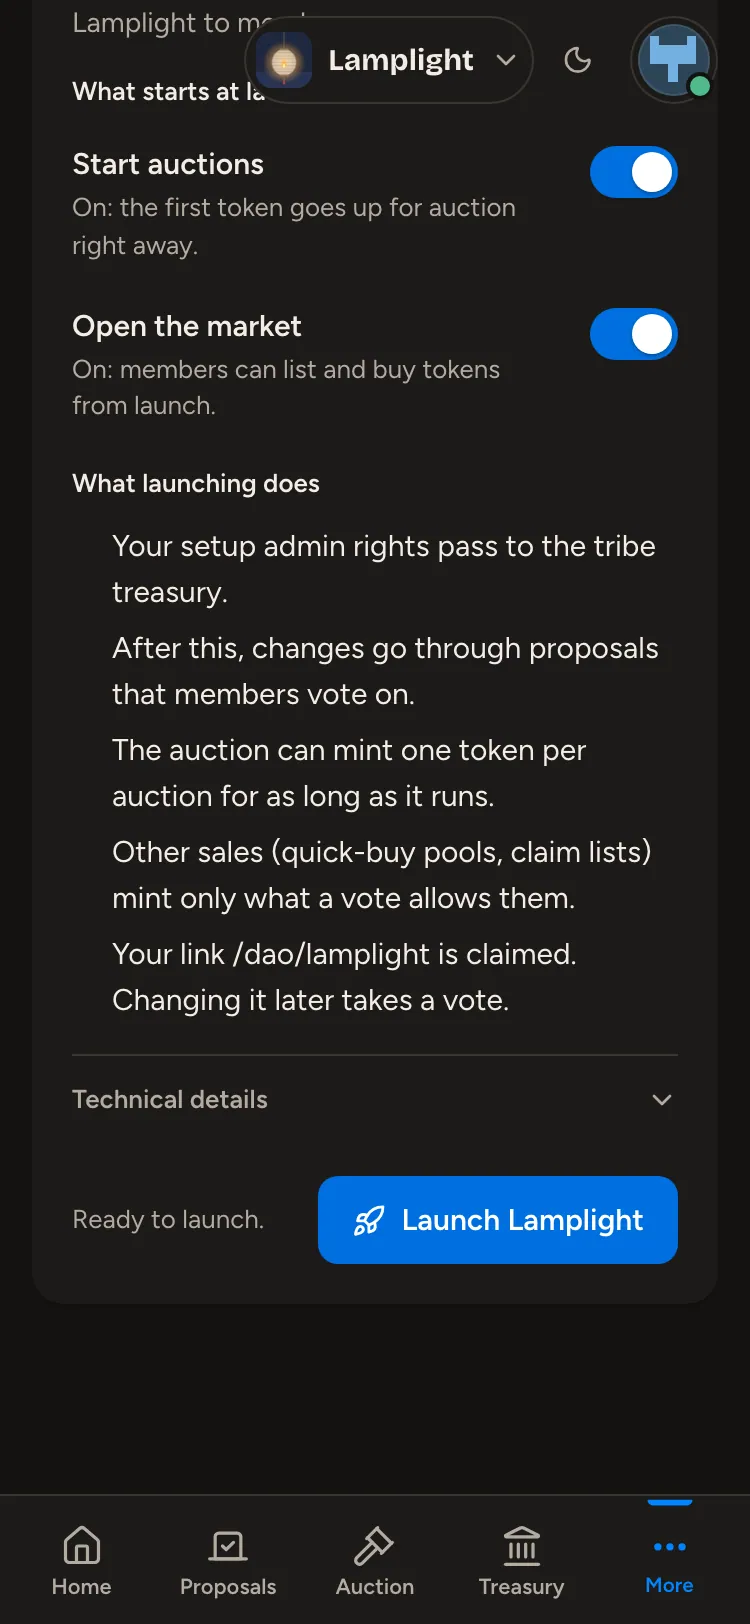 Lamplight to
Lamplight
What starts at la
Start auctions
On: the first token goes up for auction
right away.
Open the market
On: members can list and buy tokens
from launch.
What launching does
Your setup admin rights pass to the tribe
treasury.
After this, changes go through proposals
that members vote on.
The auction can mint one token per
auction for as long as it runs.
Other sales (quick-buy pools, claim lists)
mint only what a vote allows them.
Your link /dao/lamplight is claimed.
Changing it later takes a vote.
Technical details
Ready to launch.
Launch Lamplight
Home
Proposals
Auction
Treasury
More